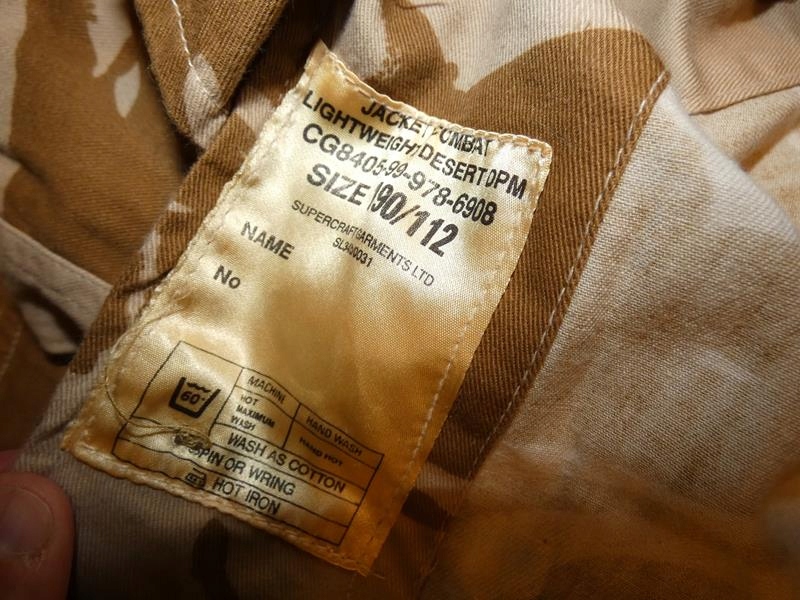 JACKET COMBAT
LIGHTWEIGHT DESERT DPM
CG8405-99-978-6908
SIZE 190/112
SUPERCRAFT GARMENTS LTD
SL3G0031
NAME
No
60°
MACHINE
HOT
MAXIMUM
WASH
HAND WASH
HAND HOT
WASH AS COTTON
SPIN OR WRING
HOT IRON